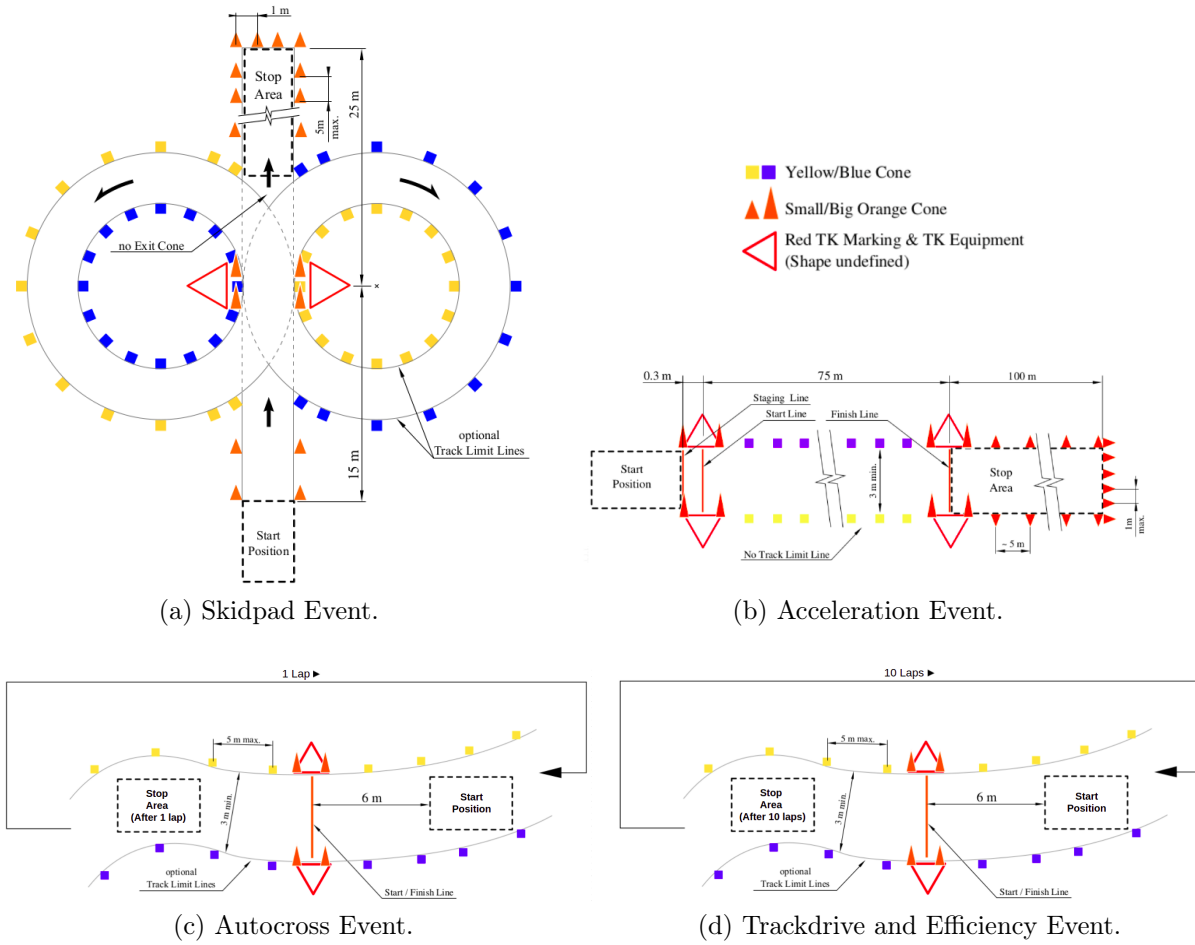 1 m
Stop
Area
5m
max.
25 m
no Exit Cone
optional
Track Limit Lines
15 m
Start
Position
(a) Skidpad Event.
Yellow/Blue Cone
Small/Big Orange Cone
Red TK Marking & TK Equipment
(Shape undefined)
0.3 m
75 m
100 m
Staging Line
Start Line
Finish Line
Start
Position
3 m min.
Stop
Area
1m
max.
~ 5 m
No Track Limit Line
(b) Acceleration Event.
1 Lap
5 m max.
Stop
Area
(After 1 lap)
3 m min.
6 m
Start
Position
optional
Track Limit Lines
Start / Finish Line
(c) Autocross Event.
10 Laps
5 m max.
Stop
Area
(After 10 laps)
3 m min.
6 m
Start
Position
optional
Track Limit Lines
Start / Finish Line
(d) Trackdrive and Efficiency Event.